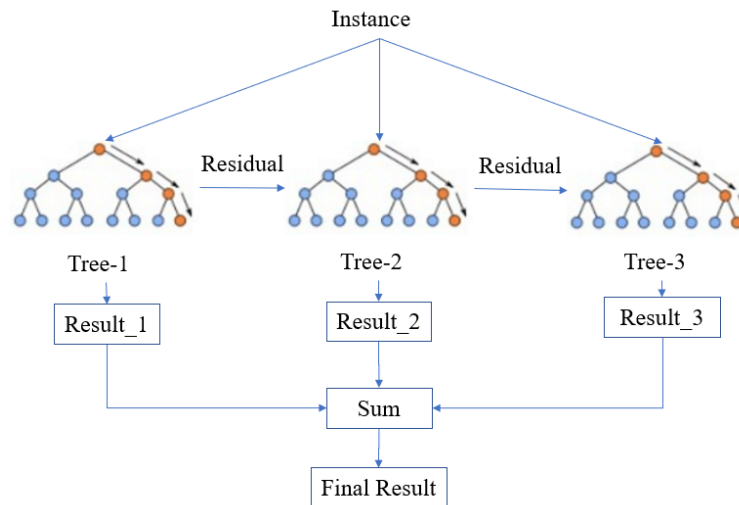 Instance
Residual
Residual
Tree-1
Tree-2
Tree-3
Result_1
Result_2
Result_3
Sum
Final Result